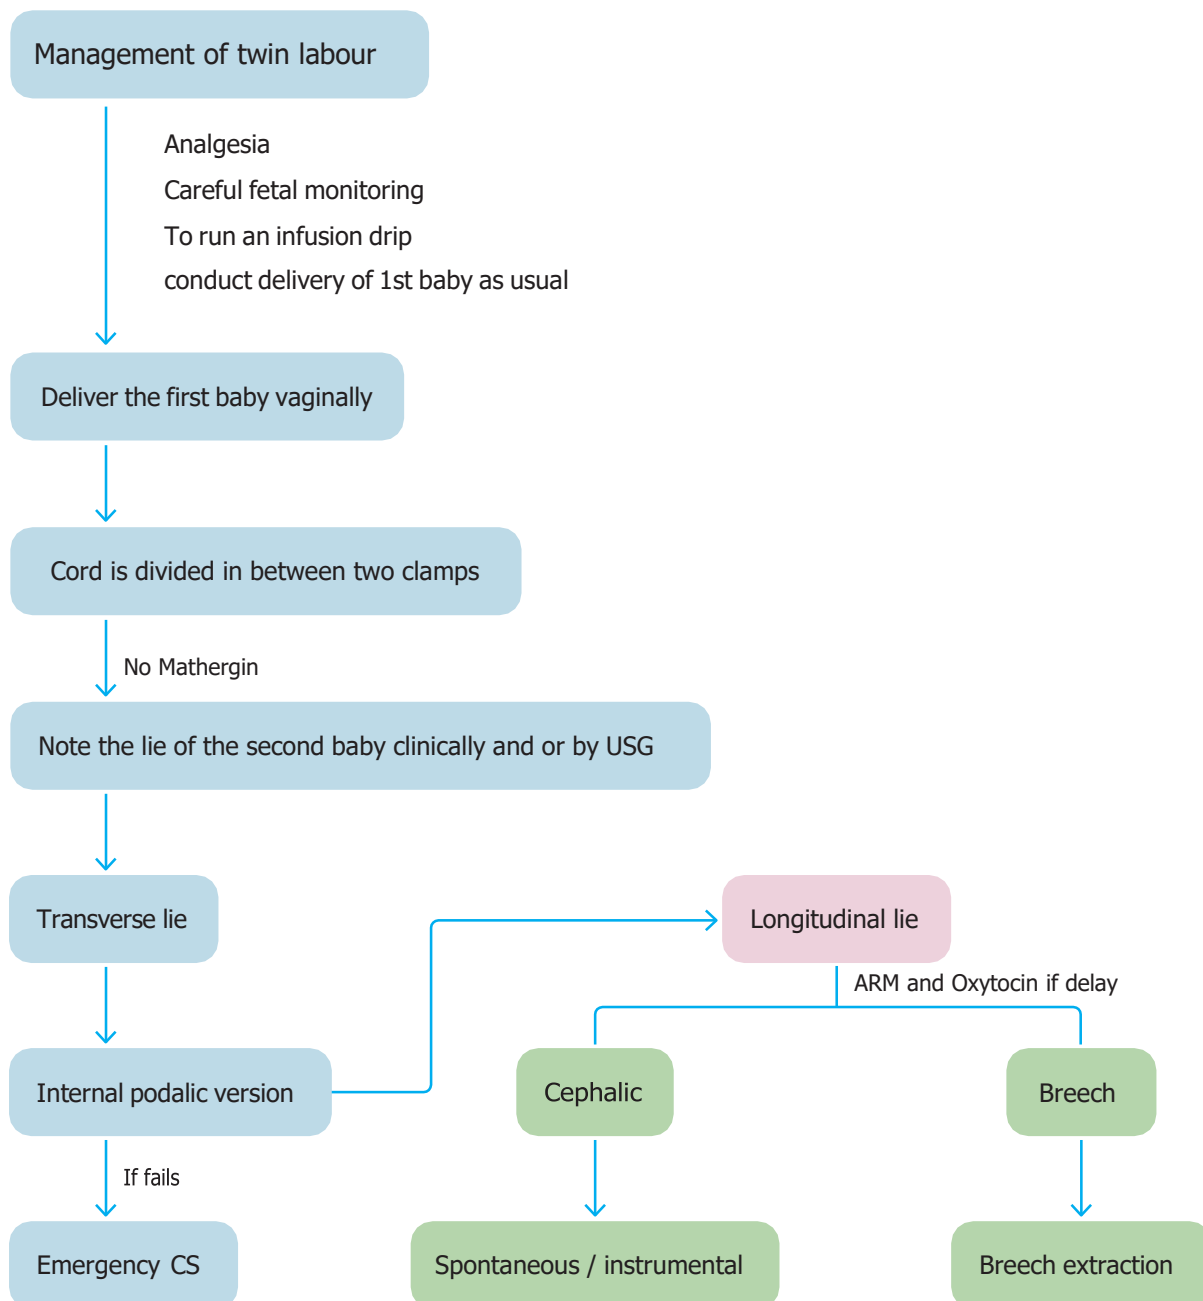 Management of twin labour
Analgesia
Careful fetal monitoring
To run an infusion drip
conduct delivery of 1st baby as usual
Deliver the first baby vaginally
Cord is divided in between two clamps
No Mathergin
Note the lie of the second baby clinically and or by USG
Transverse lie
Longitudinal lie
ARM and Oxytocin if delay
Internal podalic version
Cephalic
Breech
If fails
Emergency CS
Spontaneous / instrumental
Breech extraction